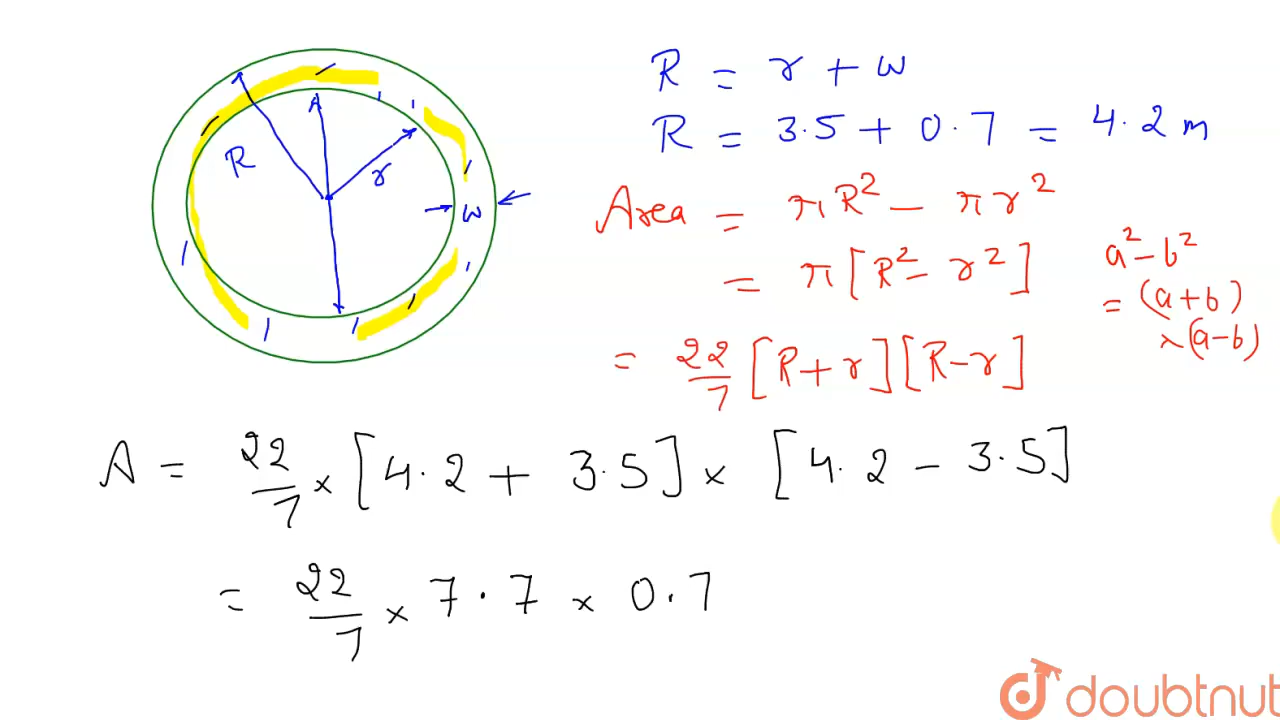 A
R
r
w
R = r + w
R = 3.5 + 0.7 = 4.2 m
Area = πR² - πr²
= π[R² - r²]
a² - b²
= (a+b)
×(a-b)
= 22/7 [R+r][R-r]
A = 22/7 × [4.2 + 3.5] × [4.2 - 3.5]
= 22/7 × 7.7 × 0.7
doubtnut